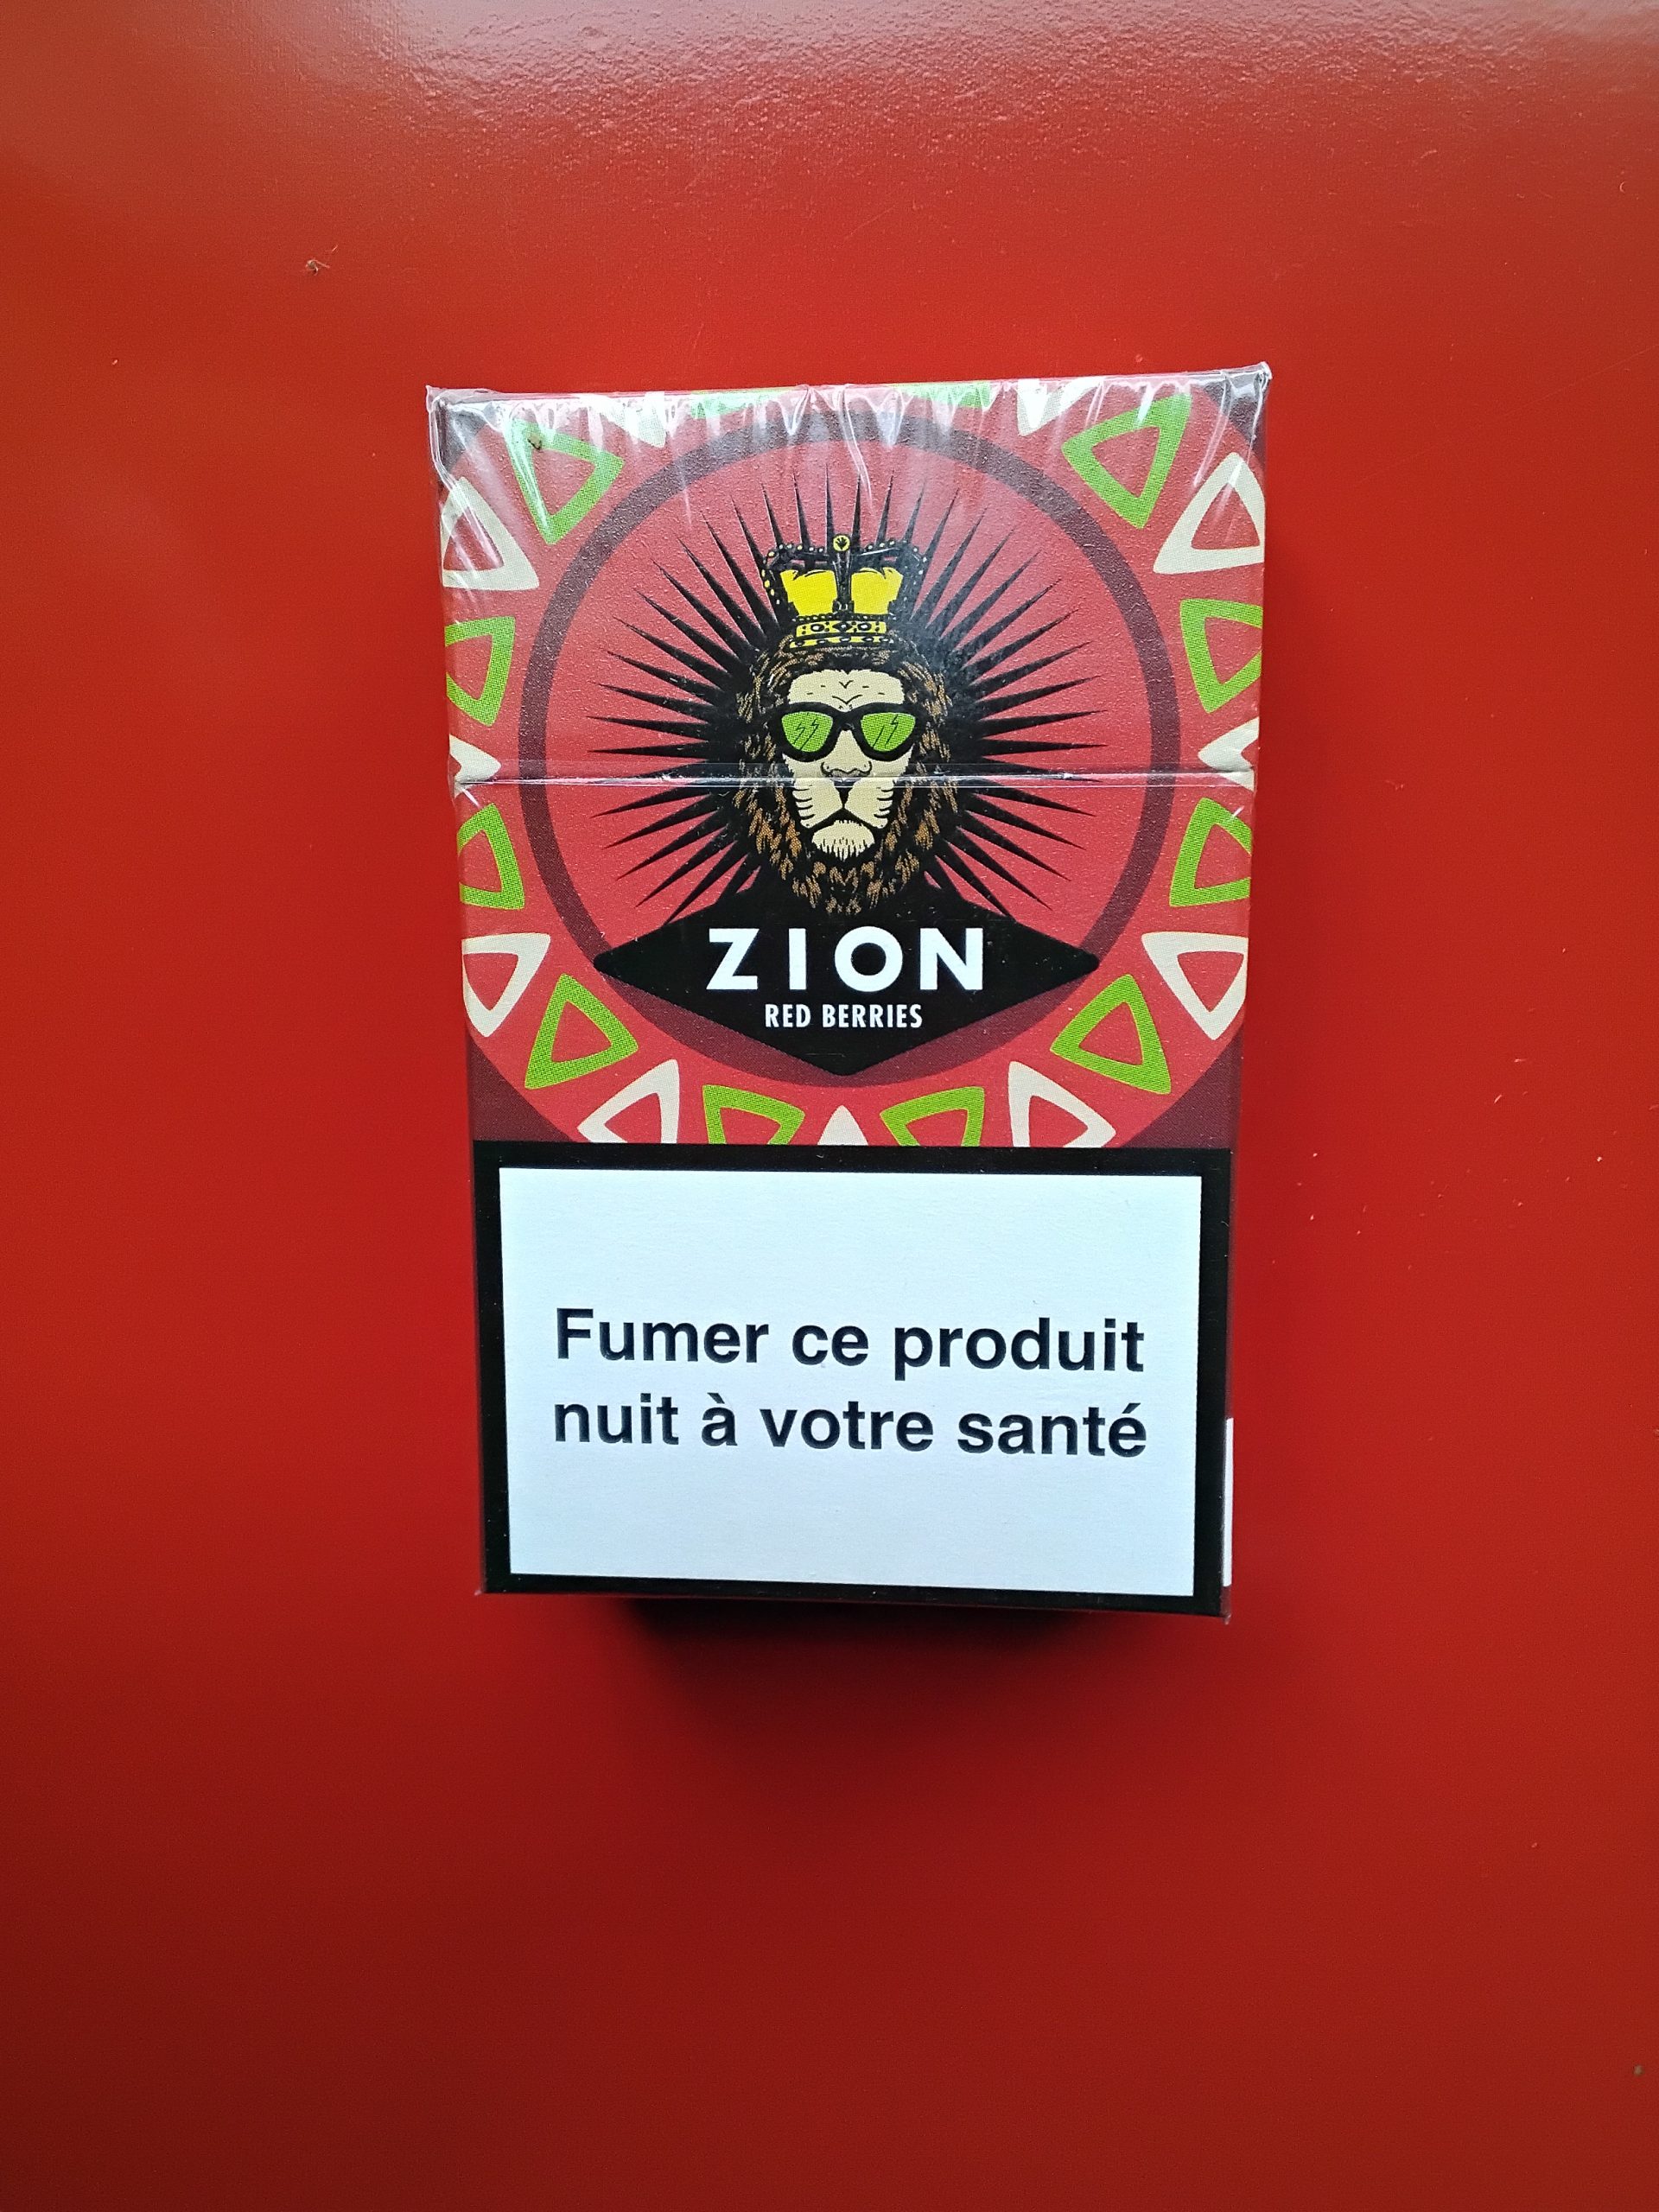 ZION
RED BERRIES
Fumer ce produit
nuit à votre santé